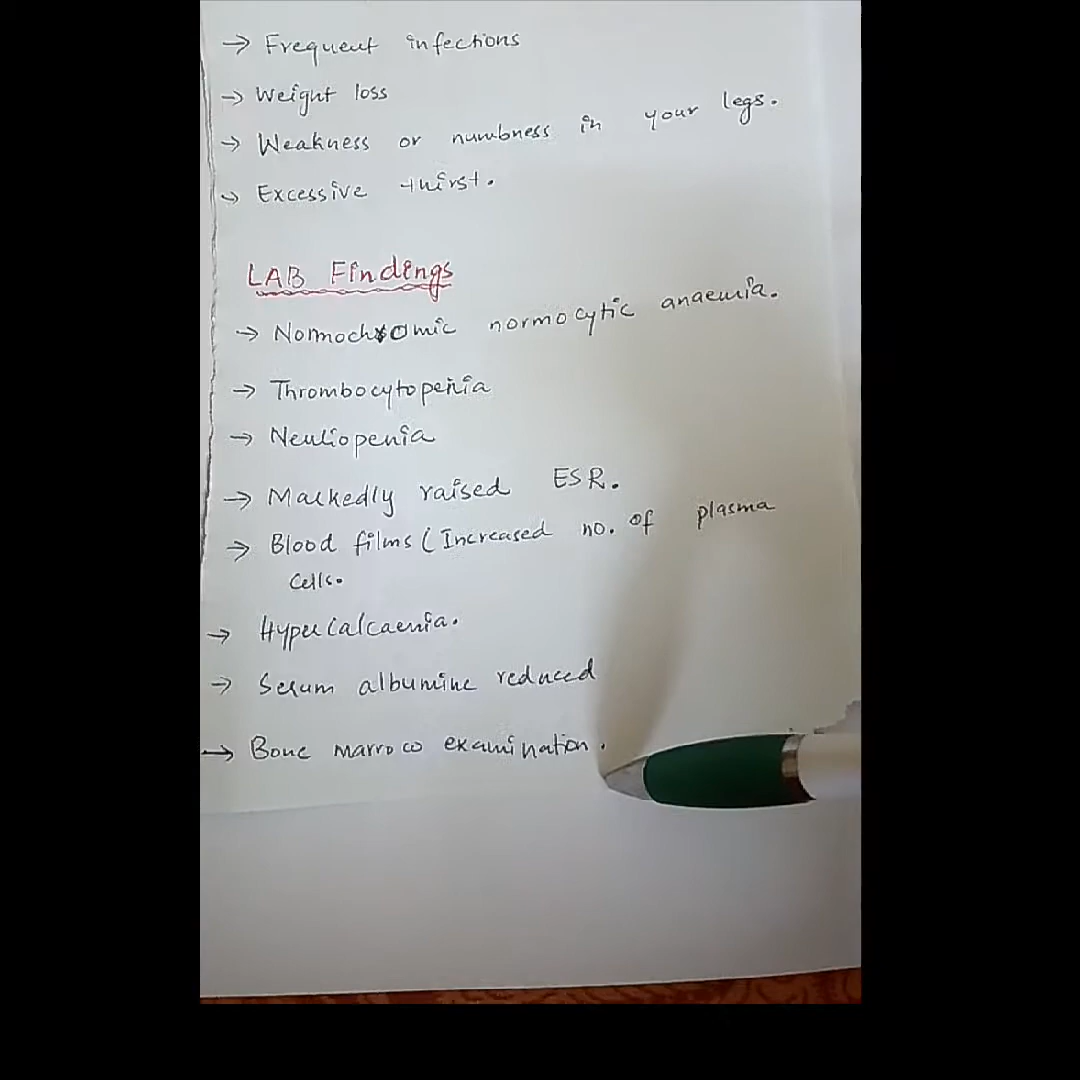 → Frequent infections
→ Weight loss
→ Weakness or numbness in your legs.
→ Excessive thirst.
LAB Findings
→ Normochromic normocytic anaemia.
→ Thrombocytopenia
→ Neutropenia
→ Markedly raised ESR.
→ Blood films (Increased no. of plasma
cells.
→ Hypercalcaemia.
→ Serum albumine reduced
→ Bone marrow examination.